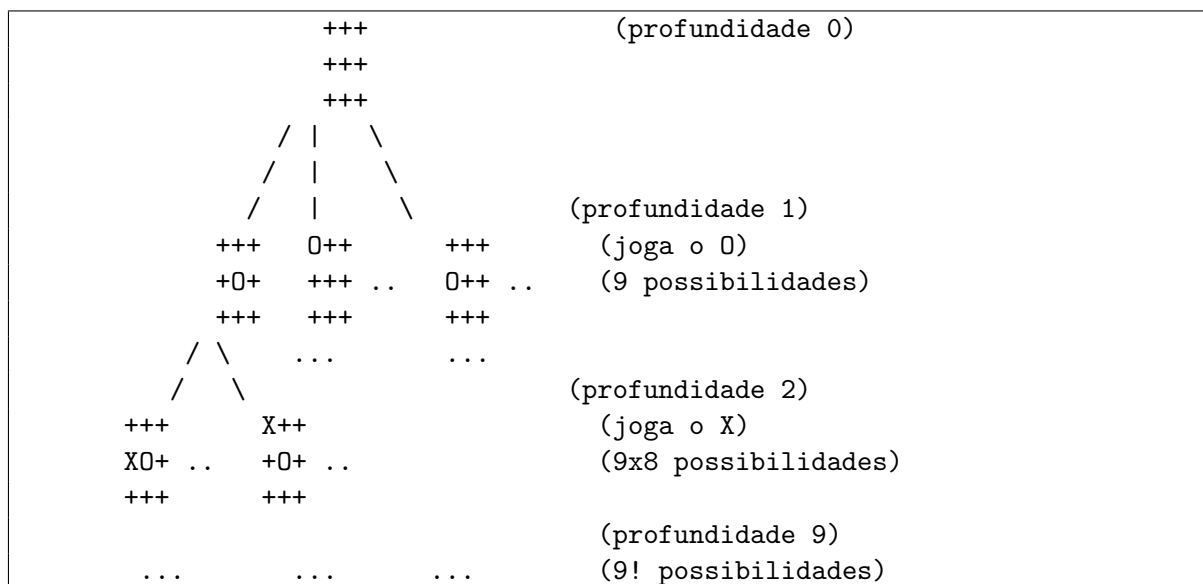 +++ (profundidade 0)
+++
+++
/ | \
/ | \
/ | \ (profundidade 1)
+++ O++ +++ (joga o O)
+O+ +++ .. O++ .. (9 possibilidades)
+++ +++ +++
/ \ ... ...
/ \ (profundidade 2)
+++ X++ (joga o X)
XO+ .. +O+ .. (9x8 possibilidades)
+++ +++
(profundidade 9)
... ... ... (9! possibilidades)